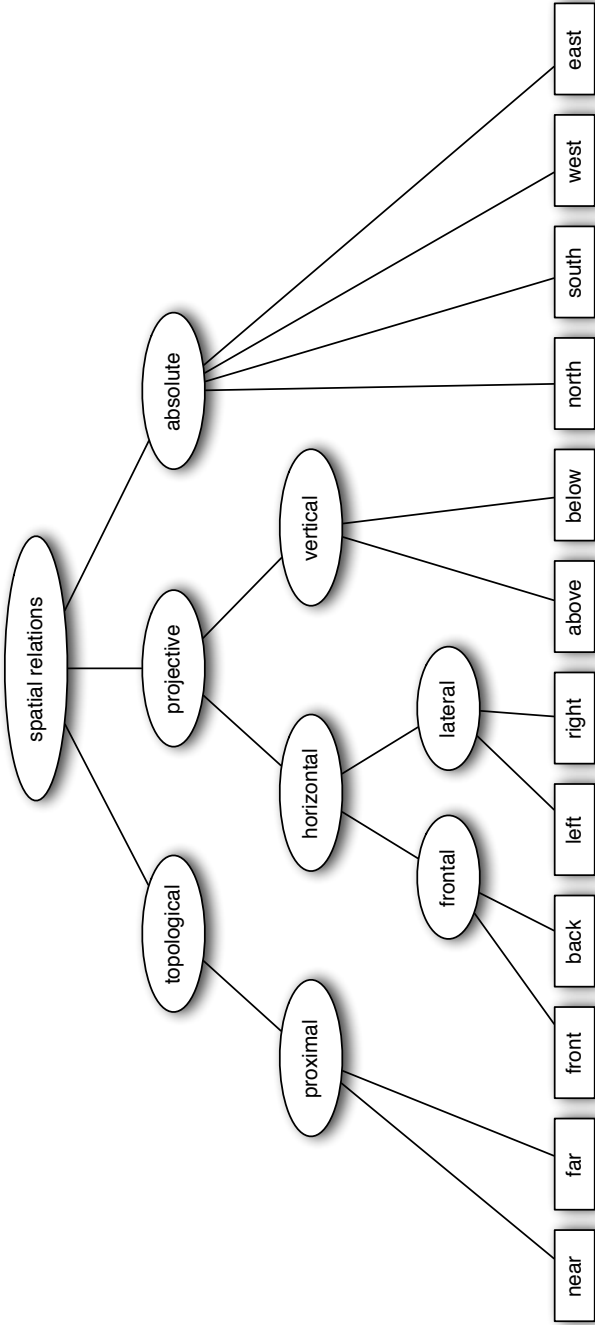 spatial relations
topological
projective
absolute
proximal
horizontal
vertical
frontal
lateral
near
far
front
back
left
right
above
below
north
south
west
east